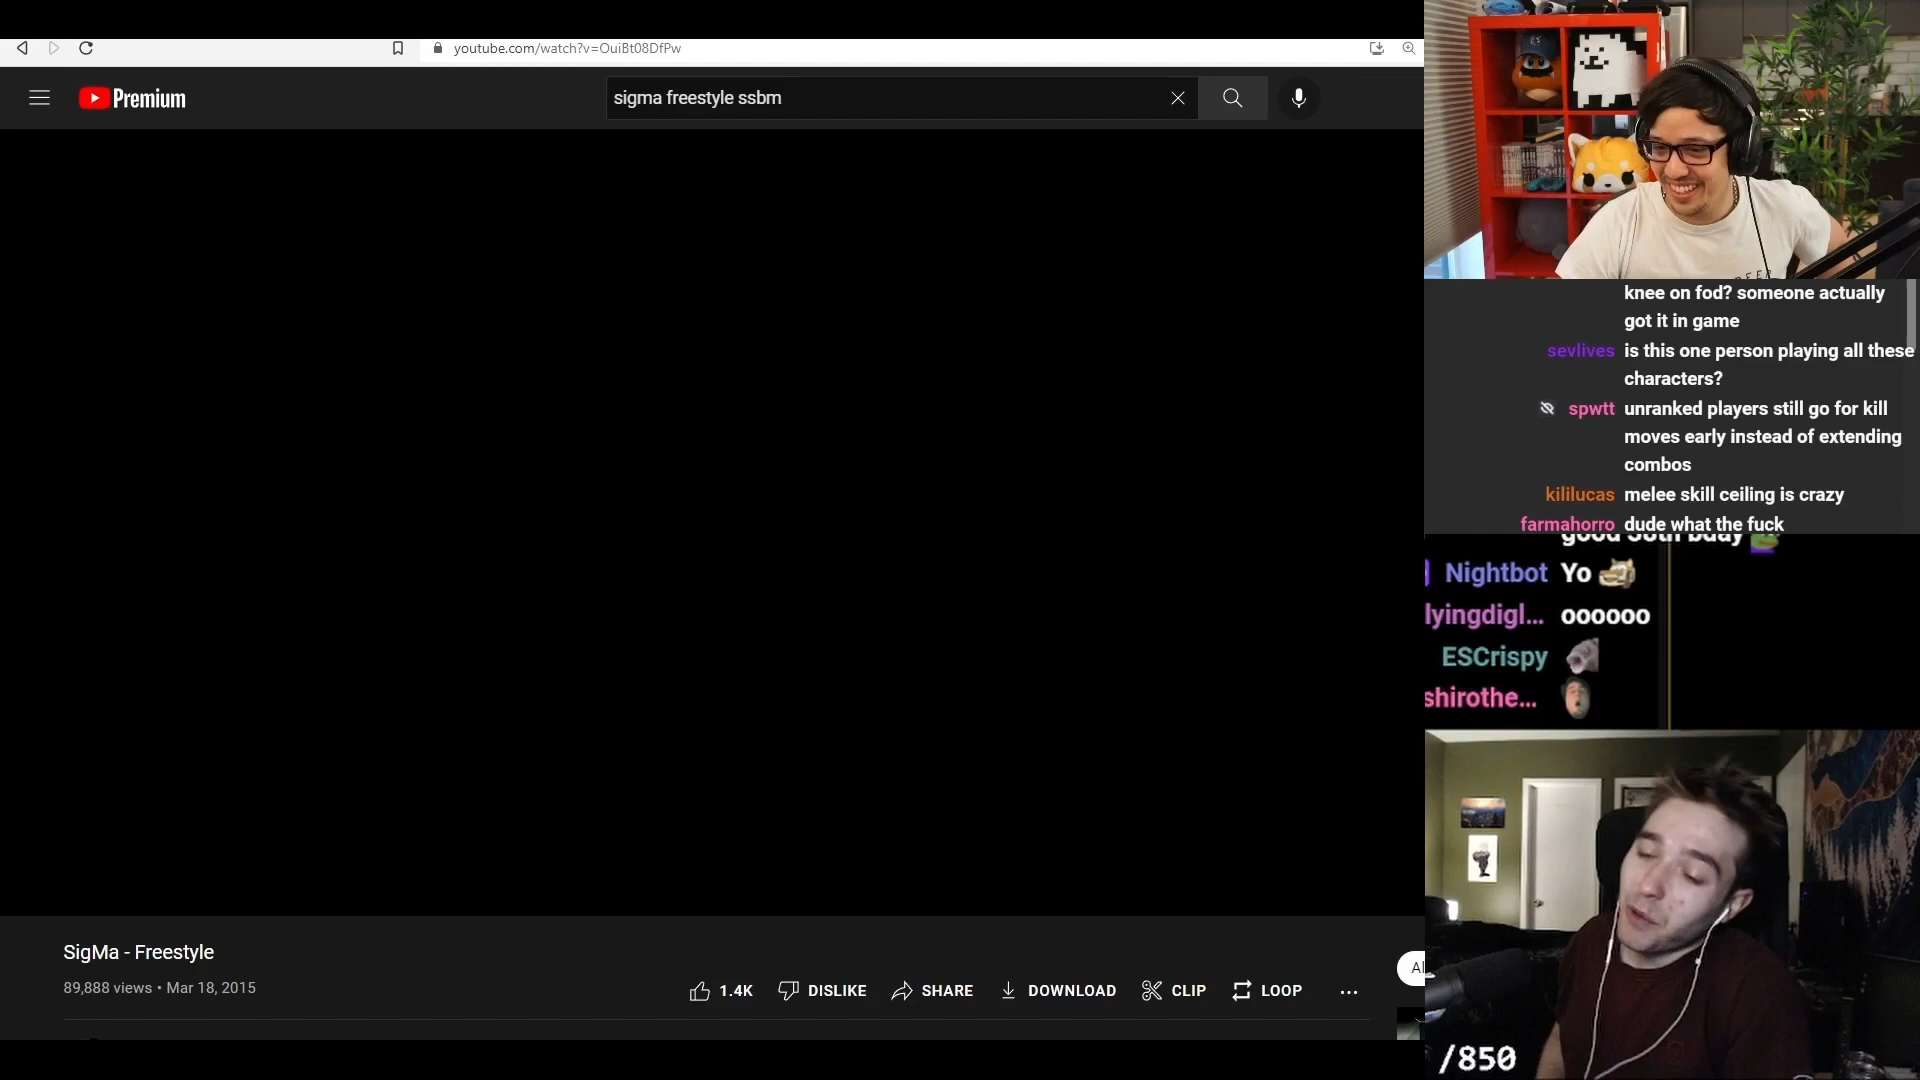 youtube.com/watch?v=OuiBt08DfPw
Premium
sigma freestyle ssbm
SigMa - Freestyle
89,888 views • Mar 18, 2015
1.4K
DISLIKE
SHARE
DOWNLOAD
CLIP
LOOP
knee on fod? someone actually
got it in game
sevlives is this one person playing all these
characters?
spwtt unranked players still go for kill
moves early instead of extending
combos
kililucas melee skill ceiling is crazy
farmahorro dude what the fuck
good 38th bday
Nightbot Yo
lyingdigl... oooooo
ESCrispy
shirothe...
/850